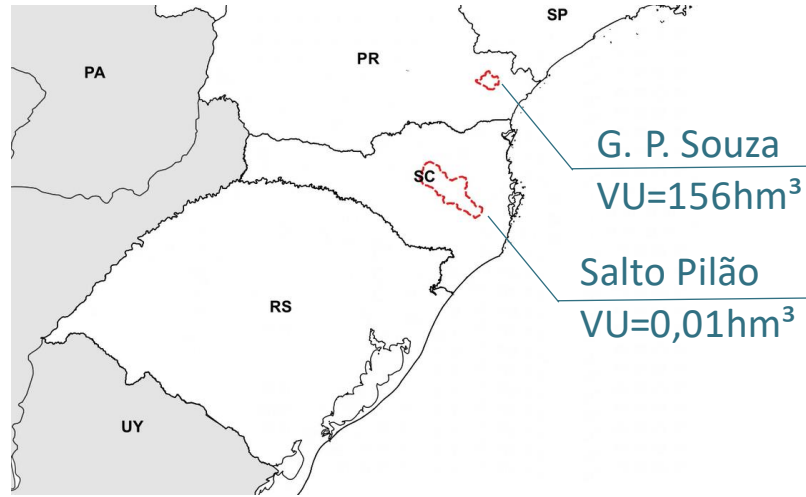 SP
PR
PA
G. P. Souza
VU=156hm³
SC
Salto Pilão
VU=0,01hm³
RS
UY